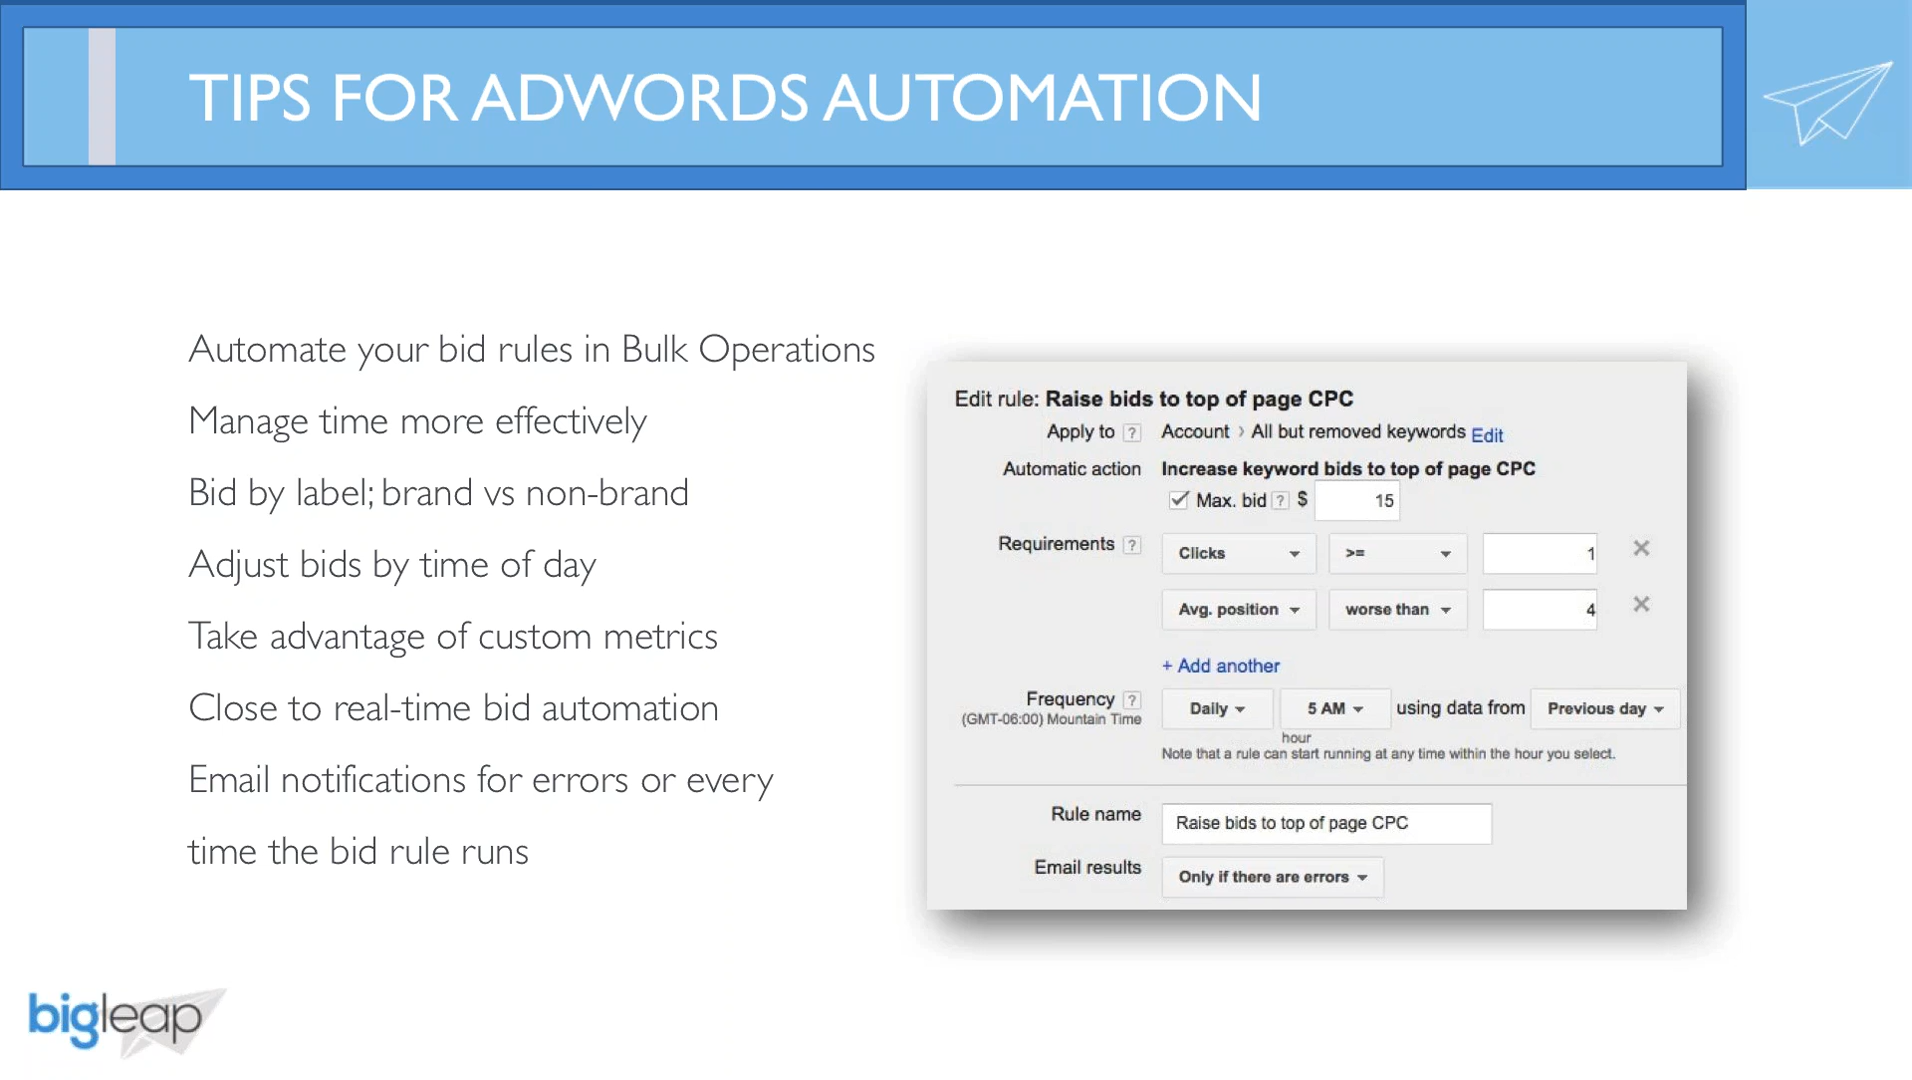 TIPS FOR ADWORDS AUTOMATION
Automate your bid rules in Bulk Operations
Manage time more effectively
Bid by label; brand vs non-brand
Adjust bids by time of day
Take advantage of custom metrics
Close to real-time bid automation
Email notifications for errors or every
time the bid rule runs
Edit rule: Raise bids to top of page CPC
Apply to ? Account › All but removed keywords Edit
Automatic action Increase keyword bids to top of page CPC
Max. bid ? $ 15
Requirements ? Clicks >= 1
Avg. position worse than 4
+ Add another
Frequency ? Daily 5 AM using data from Previous day
(GMT-06:00) Mountain Time
hour
Note that a rule can start running at any time within the hour you select.
Rule name Raise bids to top of page CPC
Email results Only if there are errors
bigleap